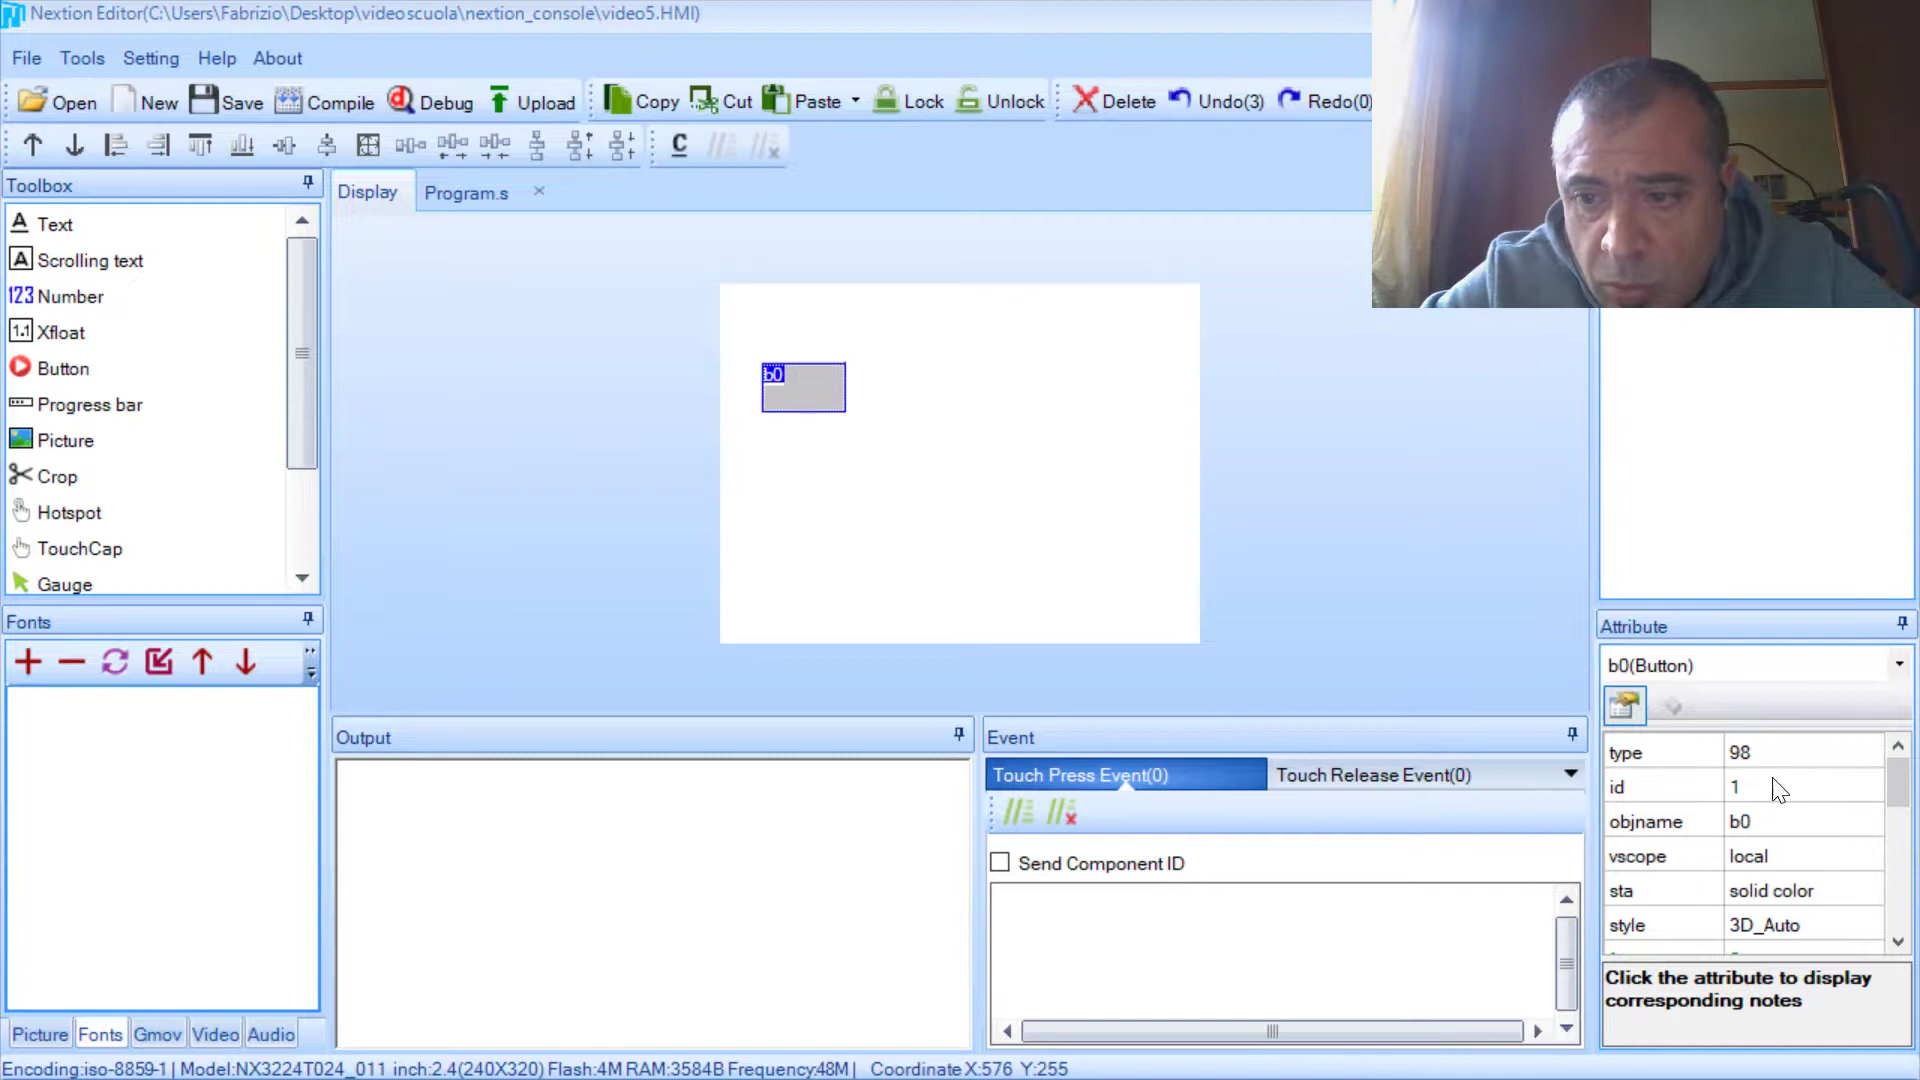 Nextion Editor(C:\Users\Fabrizio\Desktop\videoscuola\nextion_console\video5.HMI)
File Tools Setting Help About
Open New Save Compile Debug Upload Copy Cut Paste Lock Unlock Delete Undo(3) Redo(0)
C
Toolbox
Display Program.s
A Text
A Scrolling text
123 Number
1.1 Xfloat
Button
Progress bar
Picture
Crop
Hotspot
TouchCap
Gauge
b0
Fonts
Picture Fonts Gmov Video Audio
Output
Event
Touch Press Event(0) Touch Release Event(0)
Send Component ID
Attribute
b0(Button)
type 98
id 1
objname b0
vscope local
sta solid color
style 3D_Auto
Click the attribute to display
corresponding notes
Encoding:iso-8859-1 | Model:NX3224T024_011 inch:2.4(240X320) Flash:4M RAM:3584B Frequency:48M | Coordinate X:576 Y:255